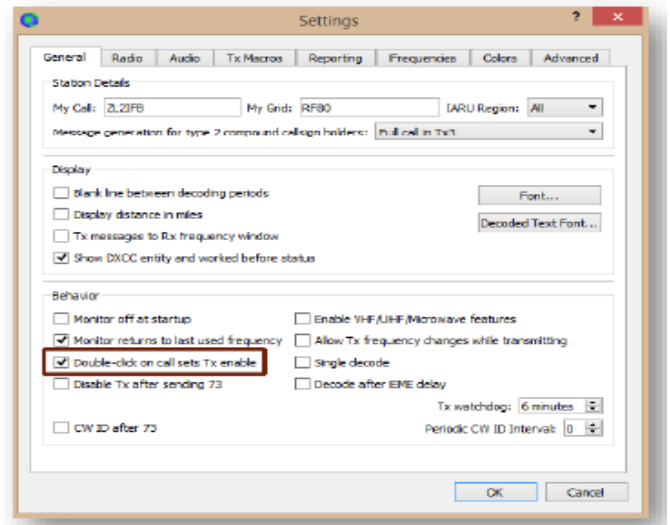 Settings
?
×
General Radio Audio Tx Macros Reporting Frequencies Colors Advanced
Station Details
My Call: ZL2IFB My Grid: RF80 IARU Region: All
Message generation for type 2 compound callsign holders: Full call in Tx3
Display
Blank line between decoding periods
Font...
Display distance in miles
Decoded Text Font...
Tx messages to Rx frequency window
Show DXCC entity and worked before status
Behavior
Monitor off at startup Enable VHF/UHF/Microwave features
Monitor returns to last used frequency Allow Tx frequency changes while transmitting
Double-click on call sets Tx enable Single decode
Disable Tx after sending 73 Decode after EME delay
Tx watchdog: 6 minutes
CW ID after 73 Periodic CW ID Interval: 0
OK Cancel